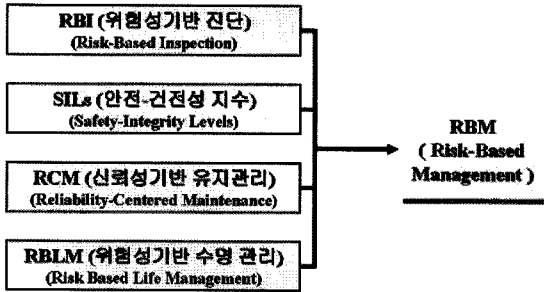 RBI (위험성기반 진단)
(Risk-Based Inspection)
SILs (안전-건전성 지수)
(Safety-Integrity Levels)
RCM (신뢰성기반 유지관리)
(Reliability-Centered Maintenance)
RBLM (위험성기반 수명 관리)
(Risk Based Life Management)
RBM
( Risk-Based
Management )